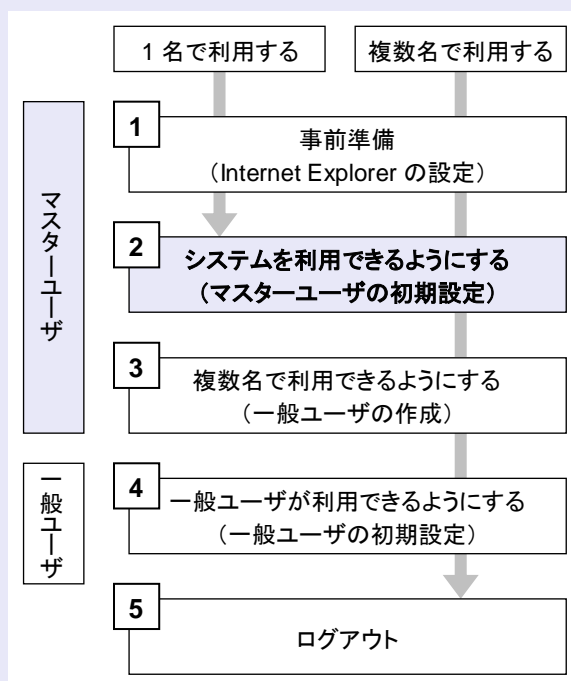 1 名で利用する
複数名で利用する
マスターユーザ
1
事前準備
（Internet Explorer の設定）
2
システムを利用できるようにする
（マスターユーザの初期設定）
3
複数名で利用できるようにする
（一般ユーザの作成）
一般ユーザ
4
一般ユーザが利用できるようにする
（一般ユーザの初期設定）
5
ログアウト